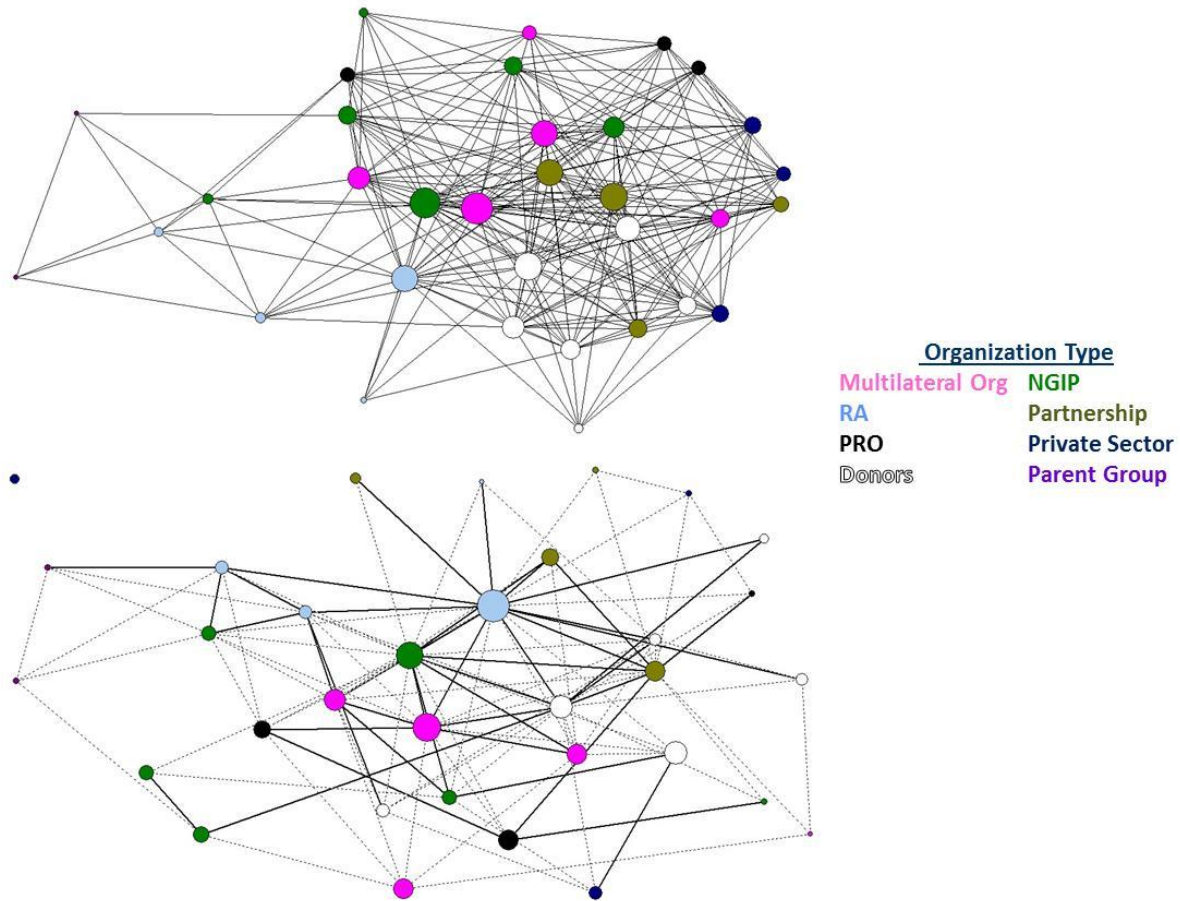 Organization Type
Multilateral Org NGIP
RA Partnership
PRO Private Sector
Donors Parent Group